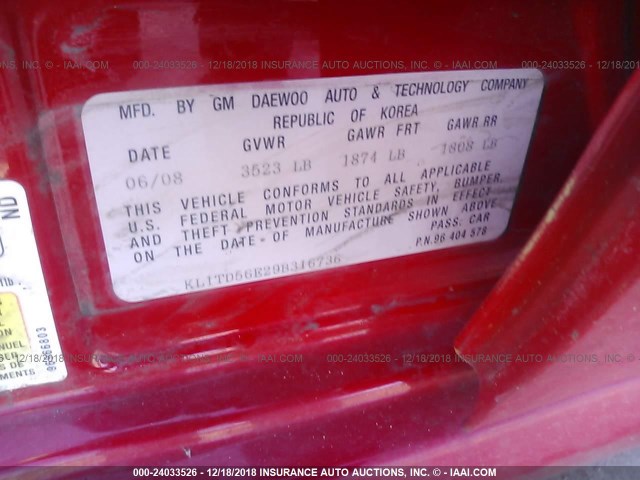 MFD. BY GM DAEWOO AUTO & TECHNOLOGY COMPANY
REPUBLIC OF KOREA
DATE GVWR GAWR FRT GAWR RR
06/08 3523 LB 1874 LB 1808 LB
THIS VEHICLE CONFORMS TO ALL APPLICABLE
U.S. FEDERAL MOTOR VEHICLE SAFETY, BUMPER,
AND THEFT PREVENTION STANDARDS IN EFFECT
ON THE DATE OF MANUFACTURE SHOWN ABOVE
PASS. CAR
P.N.96 404 578
KL1TD56E29B316736
ND
MENTS
000-24033526 - 12/18/2018 INSURANCE AUTO AUCTIONS, INC. - © - IAAI.COM